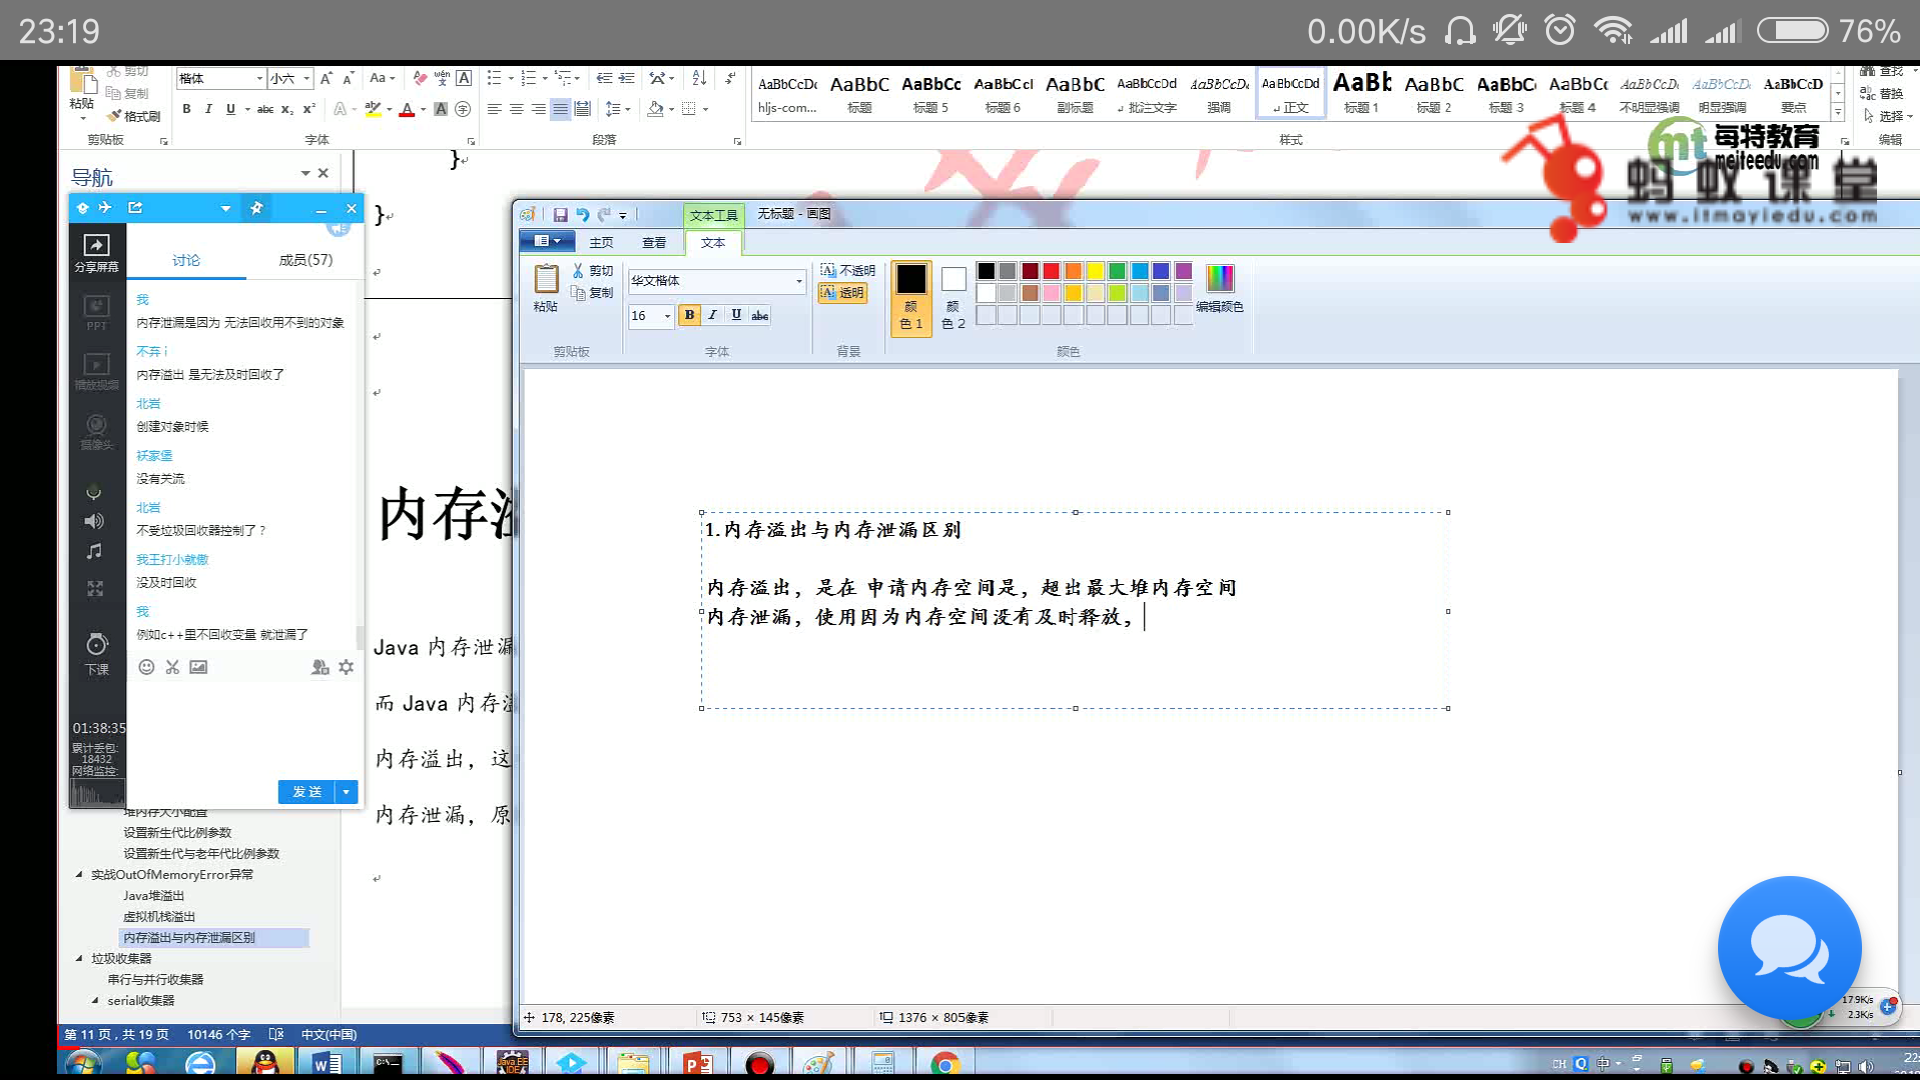 23:19
0.00K/s
76%
剪切
复制
格式刷
粘贴
剪贴板
楷体
小六
字体
段落
AaBbCcDc
hljs-com...
AaBbC
标题
AaBbCc
标题 5
AaBbCcI
标题 6
AaBbC
副标题
AaBbCcDd
批注文字
AaBbCcDc
强调
AaBbCcDd
正文
AaBb
标题 1
AaBbC
标题 2
AaBbC
标题 3
AaBbCc
标题 4
AaBbCcDc
不明显强调
AaBbCcDc
明显强调
AaBbCcD
要点
样式
查找
替换
选择
编辑
每特教育
meiteedu.com
蚂蚁课堂
www.itmayiedu.com
导航
}
}
分享屏幕
PPT
播放视频
摄像头
下课
01:38:35
累计丢包:
18432
网络监控:
讨论
成员(57)
我
内存泄漏是因为 无法回收用不到的对象
不弃 i
内存溢出 是无法及时回收了
北岩
创建对象时候
袄家堡
没有关流
北岩
不受垃圾回收器控制了？
我王打小就傲
没及时回收
我
例如c++里不回收变量 就泄漏了
发送
堆内存大小配置
设置新生代比例参数
设置新生代与老年代比例参数
实战OutOfMemoryError异常
Java堆溢出
虚拟机栈溢出
内存溢出与内存泄漏区别
垃圾收集器
串行与并行收集器
serial收集器
内存溢
Java 内存泄漏
而 Java 内存溢
内存溢出，这
内存泄漏，原
文本工具
无标题 - 画图
主页
查看
文本
粘贴
剪切
复制
剪贴板
华文楷体
16
B I U abc
字体
不透明
透明
背景
颜色 1
颜色 2
编辑颜色
颜色
1.内存溢出与内存泄漏区别
内存溢出，是在 申请内存空间是，超出最大堆内存空间
内存泄漏，使用因为内存空间没有及时释放，
178, 225像素
753 × 145像素
1376 × 805像素
17.9K/s
2.3K/s
第 11 页 , 共 19 页
10146 个字
中文(中国)
CH
中
22: